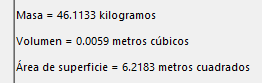 Masa = 46.1133 kilogramos
Volumen = 0.0059 metros cúbicos
Área de superficie = 6.2183 metros cuadrados